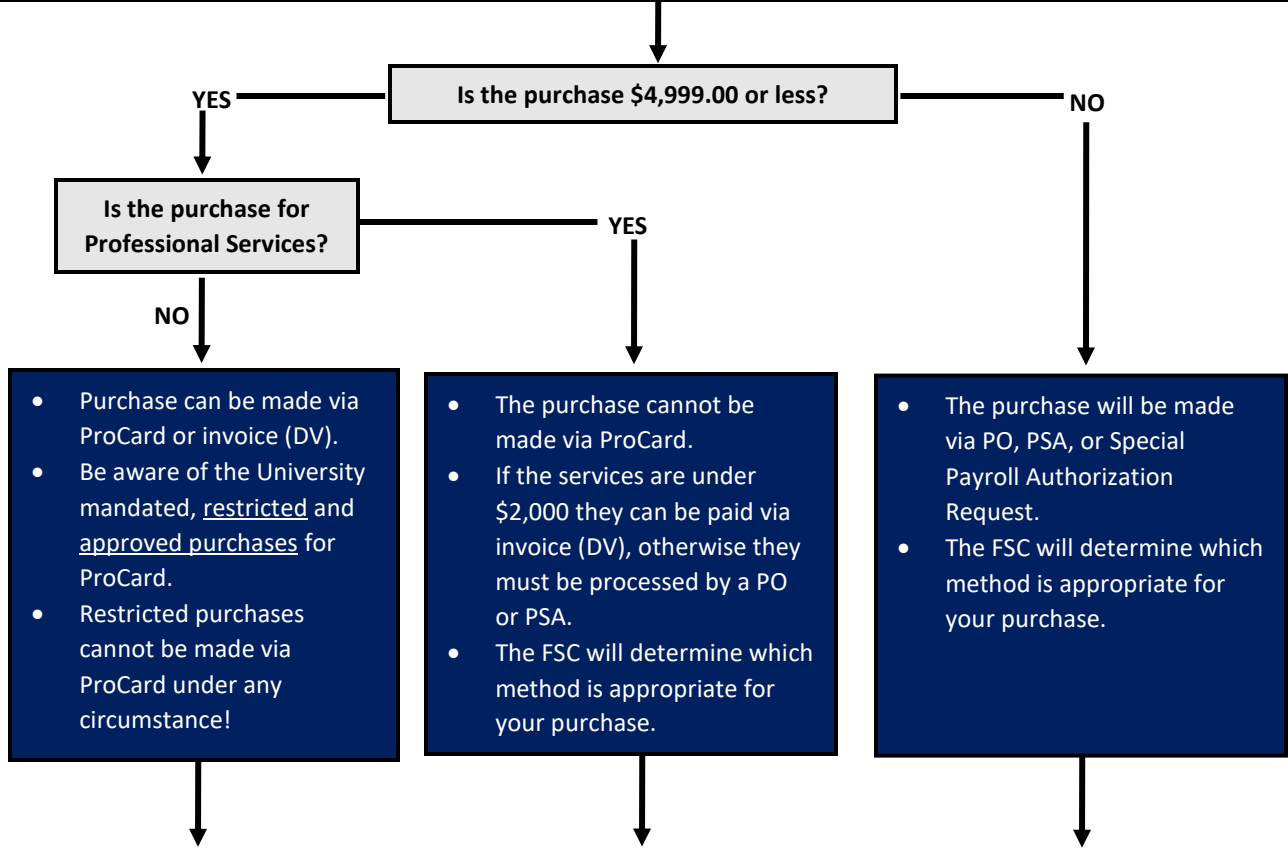 Is the purchase $4,999.00 or less?
YES
NO
Is the purchase for
Professional Services?
YES
NO
• Purchase can be made via
ProCard or invoice (DV).
• Be aware of the University
mandated, restricted and
approved purchases for
ProCard.
• Restricted purchases
cannot be made via
ProCard under any
circumstance!
• The purchase cannot be
made via ProCard.
• If the services are under
$2,000 they can be paid via
invoice (DV), otherwise they
must be processed by a PO
or PSA.
• The FSC will determine which
method is appropriate for
your purchase.
• The purchase will be made
via PO, PSA, or Special
Payroll Authorization
Request.
• The FSC will determine which
method is appropriate for
your purchase.